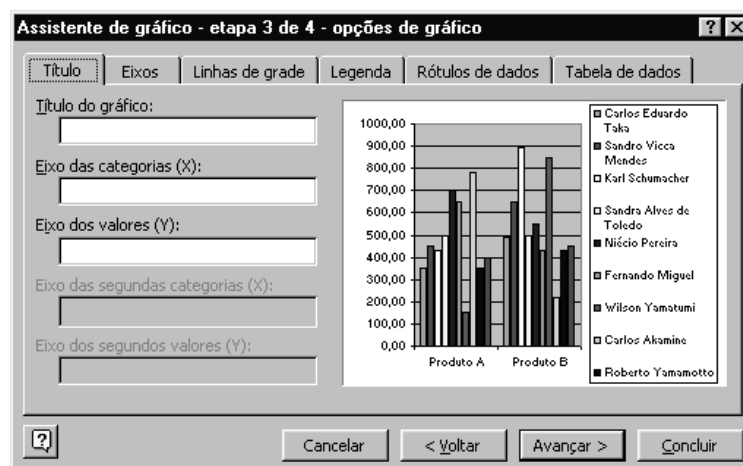 Assistente de gráfico - etapa 3 de 4 - opções de gráfico
Título
Eixos
Linhas de grade
Legenda
Rótulos de dados
Tabela de dados
Título do gráfico:
Eixo das categorias (X):
Eixo dos valores (Y):
Eixo das segundas categorias (X):
Eixo dos segundos valores (Y):
1000,00
900,00
800,00
700,00
600,00
500,00
400,00
300,00
200,00
100,00
0,00
Produto A
Produto B
Carlos Eduardo
Taka
Sandro Vicca
Mendes
Karl Schumacher
Sandra Alves de
Toledo
Niécio Pereira
Fernando Miguel
Wilson Yamatumi
Carlos Akamine
Roberto Yamamotto
Cancelar
< Voltar
Avançar >
Concluir